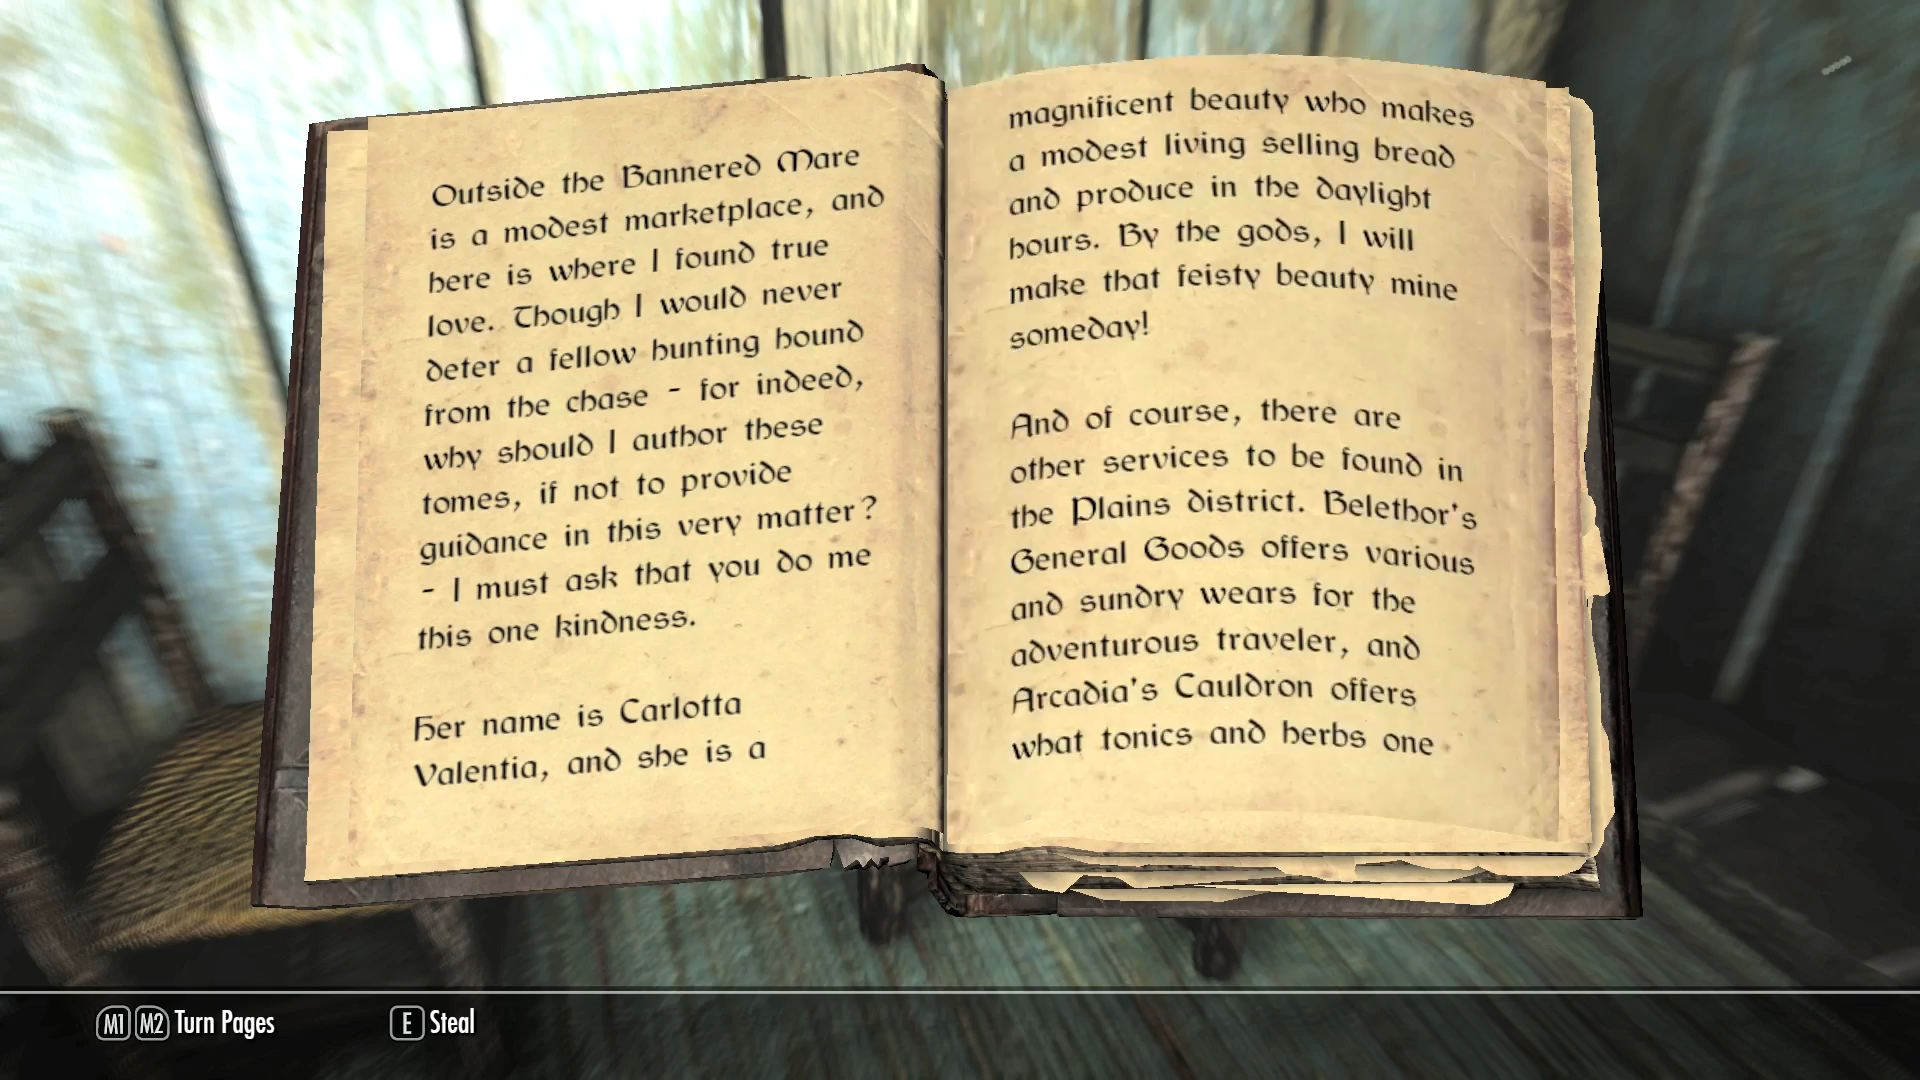 Outside the Bannered Mare
is a modest marketplace, and
here is where I found true
love. Though I would never
deter a fellow hunting hound
from the chase - for indeed,
why should I author these
tomes, if not to provide
guidance in this very matter?
- I must ask that you do me
this one kindness.
Her name is Carlotta
Valentia, and she is a
magnificent beauty who makes
a modest living selling bread
and produce in the daylight
hours. By the gods, I will
make that feisty beauty mine
someday!
And of course, there are
other services to be found in
the Plains district. Belethor's
General Goods offers various
and sundry wears for the
adventurous traveler, and
Arcadia's Cauldron offers
what tonics and herbs one
M1 M2 Turn Pages
E Steal